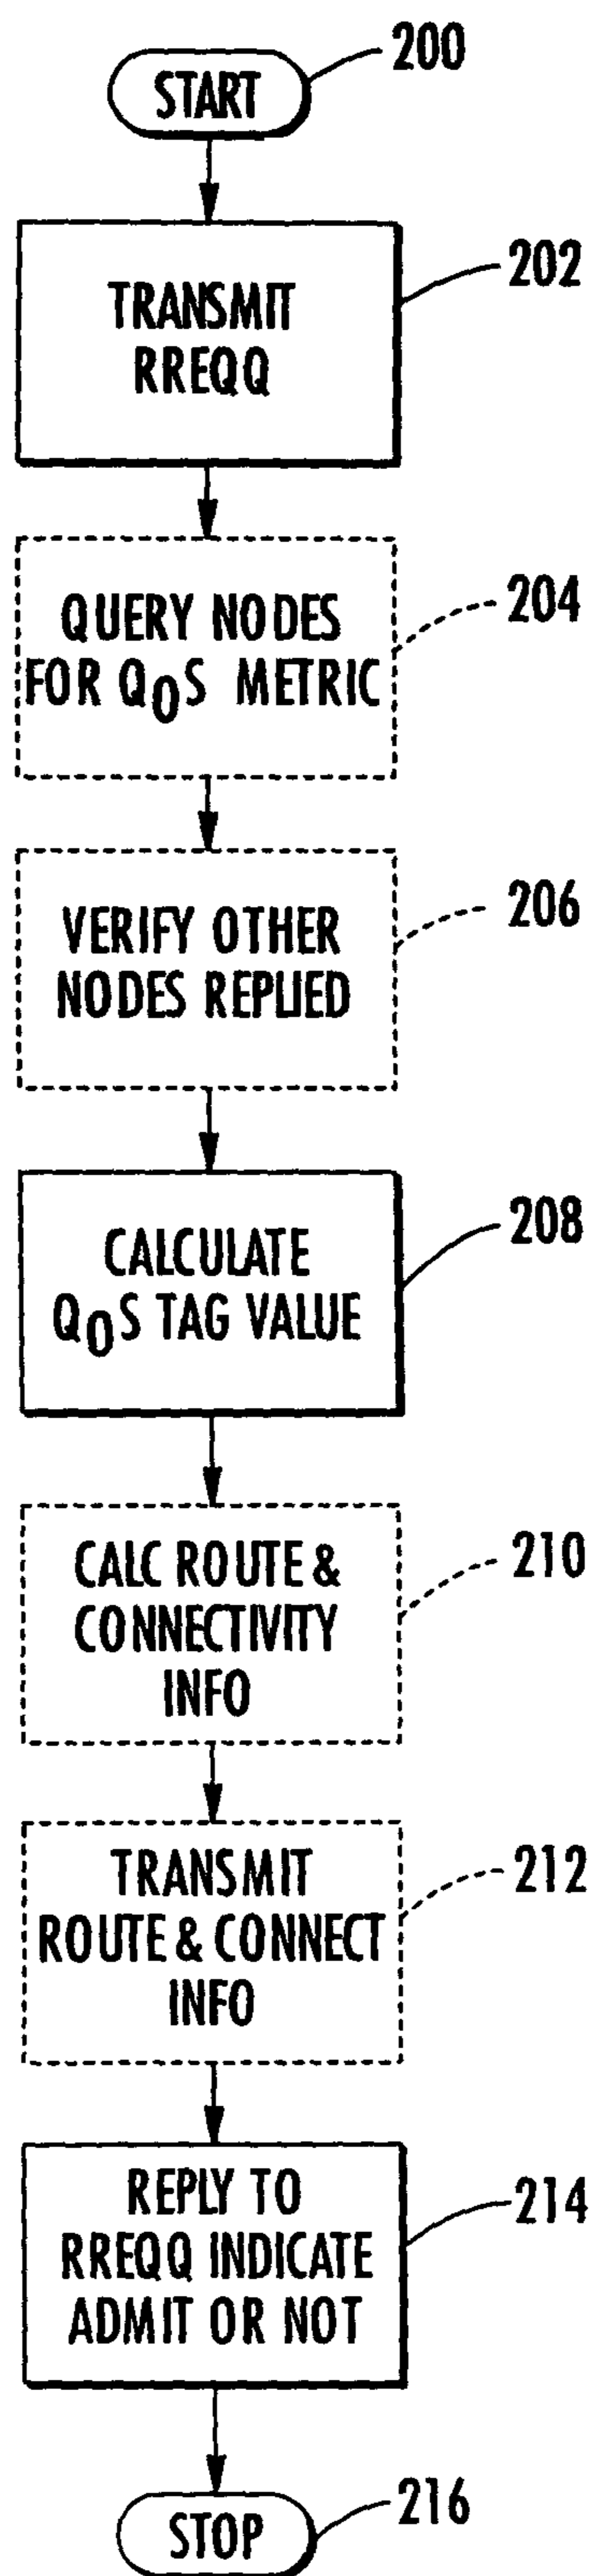 START
200
TRANSMIT
RREQQ
202
QUERY NODES
FOR QOS METRIC
204
VERIFY OTHER
NODES REPLIED
206
CALCULATE
QOS TAG VALUE
208
CALC ROUTE &
CONNECTIVITY
INFO
210
TRANSMIT
ROUTE & CONNECT
INFO
212
REPLY TO
RREQQ INDICATE
ADMIT OR NOT
214
STOP
216